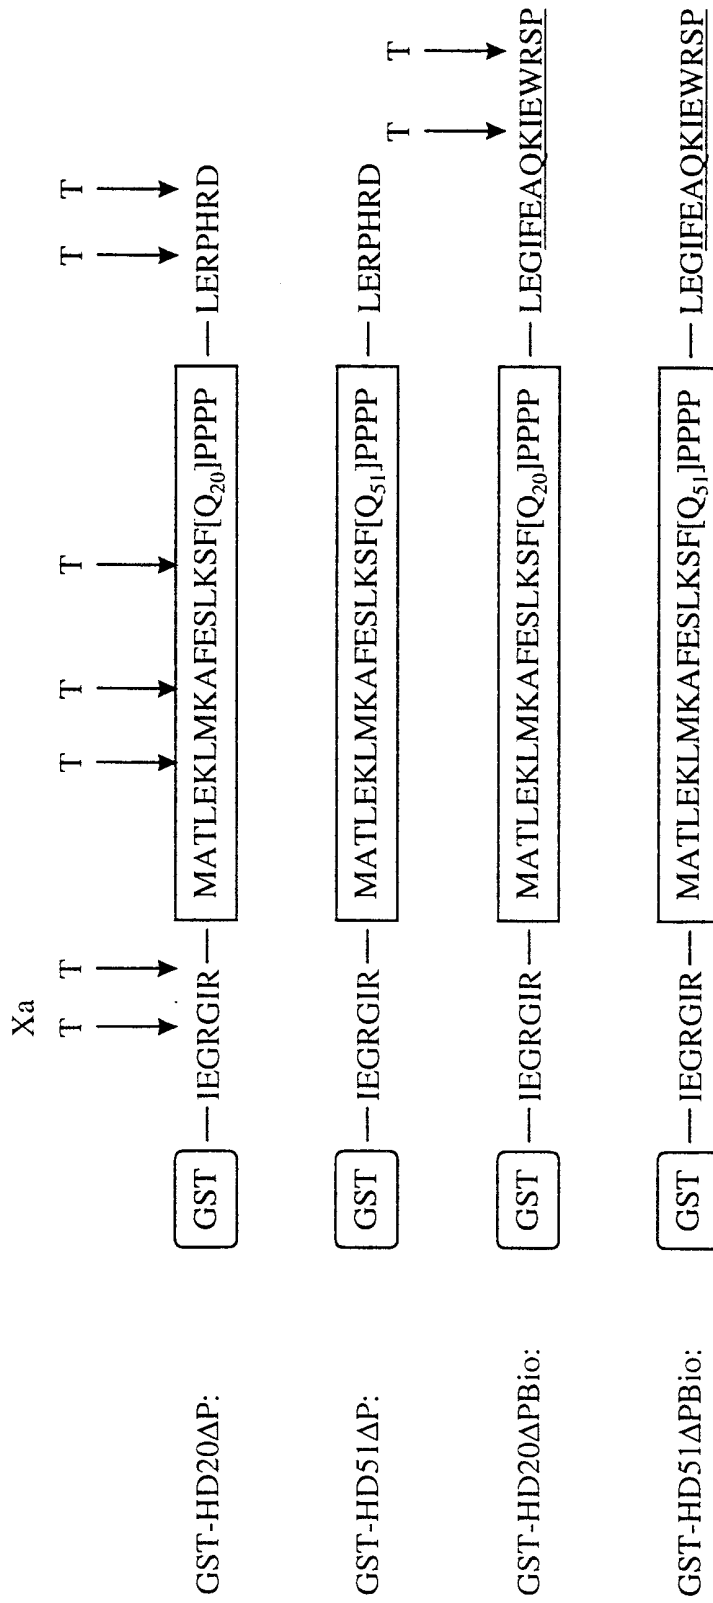 Xa
T T T T T T T
GST-HD20ΔP: GST — IEGRGIR — MATLEKLMKAFESLKSF[Q20]PPPP — LERPHRD
GST-HD51ΔP: GST — IEGRGIR — MATLEKLMKAFESLKSF[Q51]PPPP — LERPHRD
T T
GST-HD20ΔPBio: GST — IEGRGIR — MATLEKLMKAFESLKSF[Q20]PPPP — LEGIFEAQKIEWRSP
GST-HD51ΔPBio: GST — IEGRGIR — MATLEKLMKAFESLKSF[Q51]PPPP — LEGIFEAQKIEWRSP